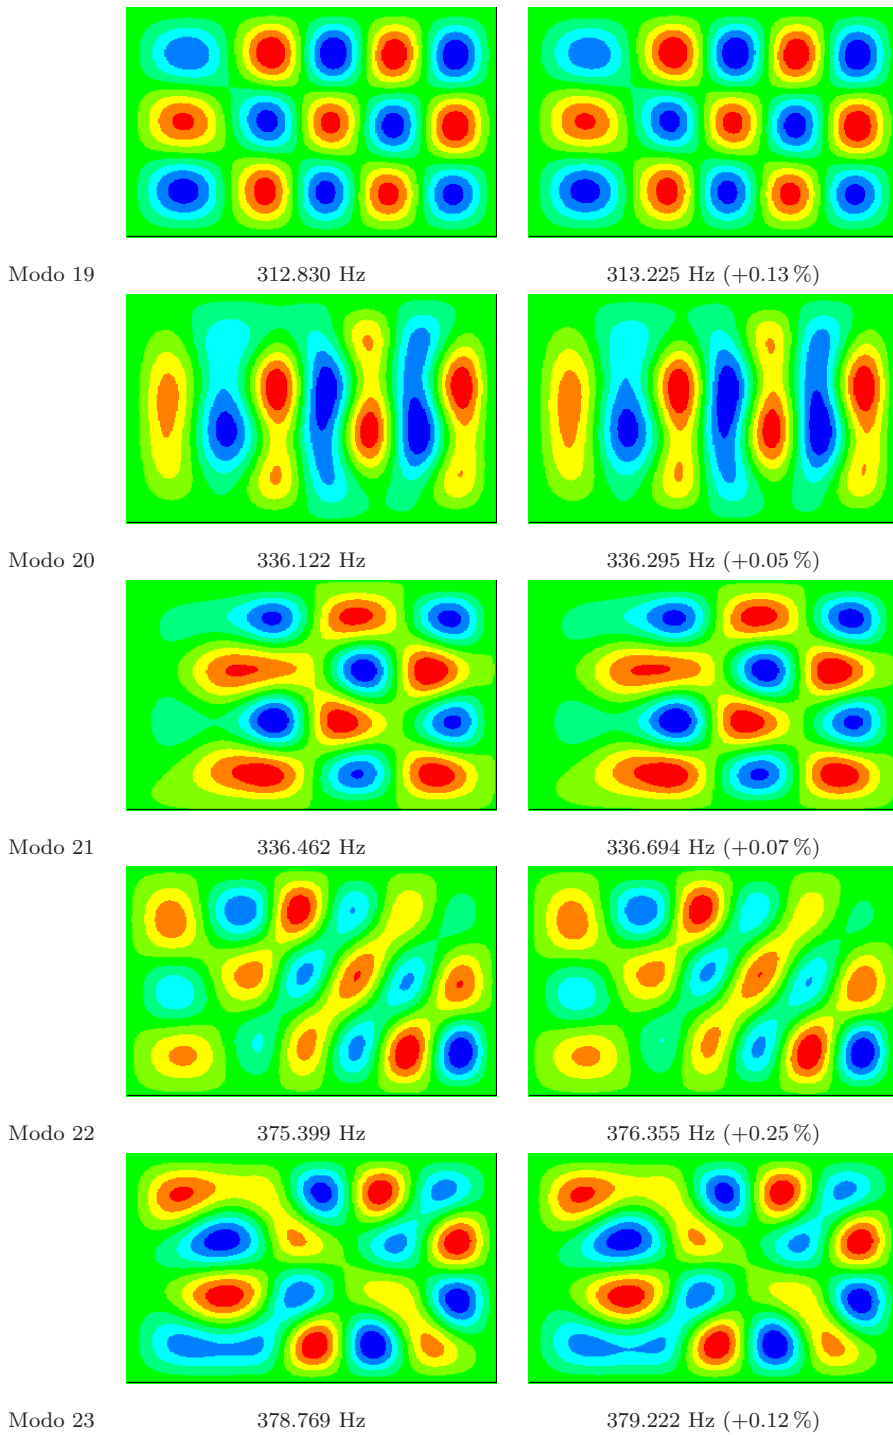 Modo 19 312.830 Hz 313.225 Hz (+0.13 %)
Modo 20 336.122 Hz 336.295 Hz (+0.05 %)
Modo 21 336.462 Hz 336.694 Hz (+0.07 %)
Modo 22 375.399 Hz 376.355 Hz (+0.25 %)
Modo 23 378.769 Hz 379.222 Hz (+0.12 %)